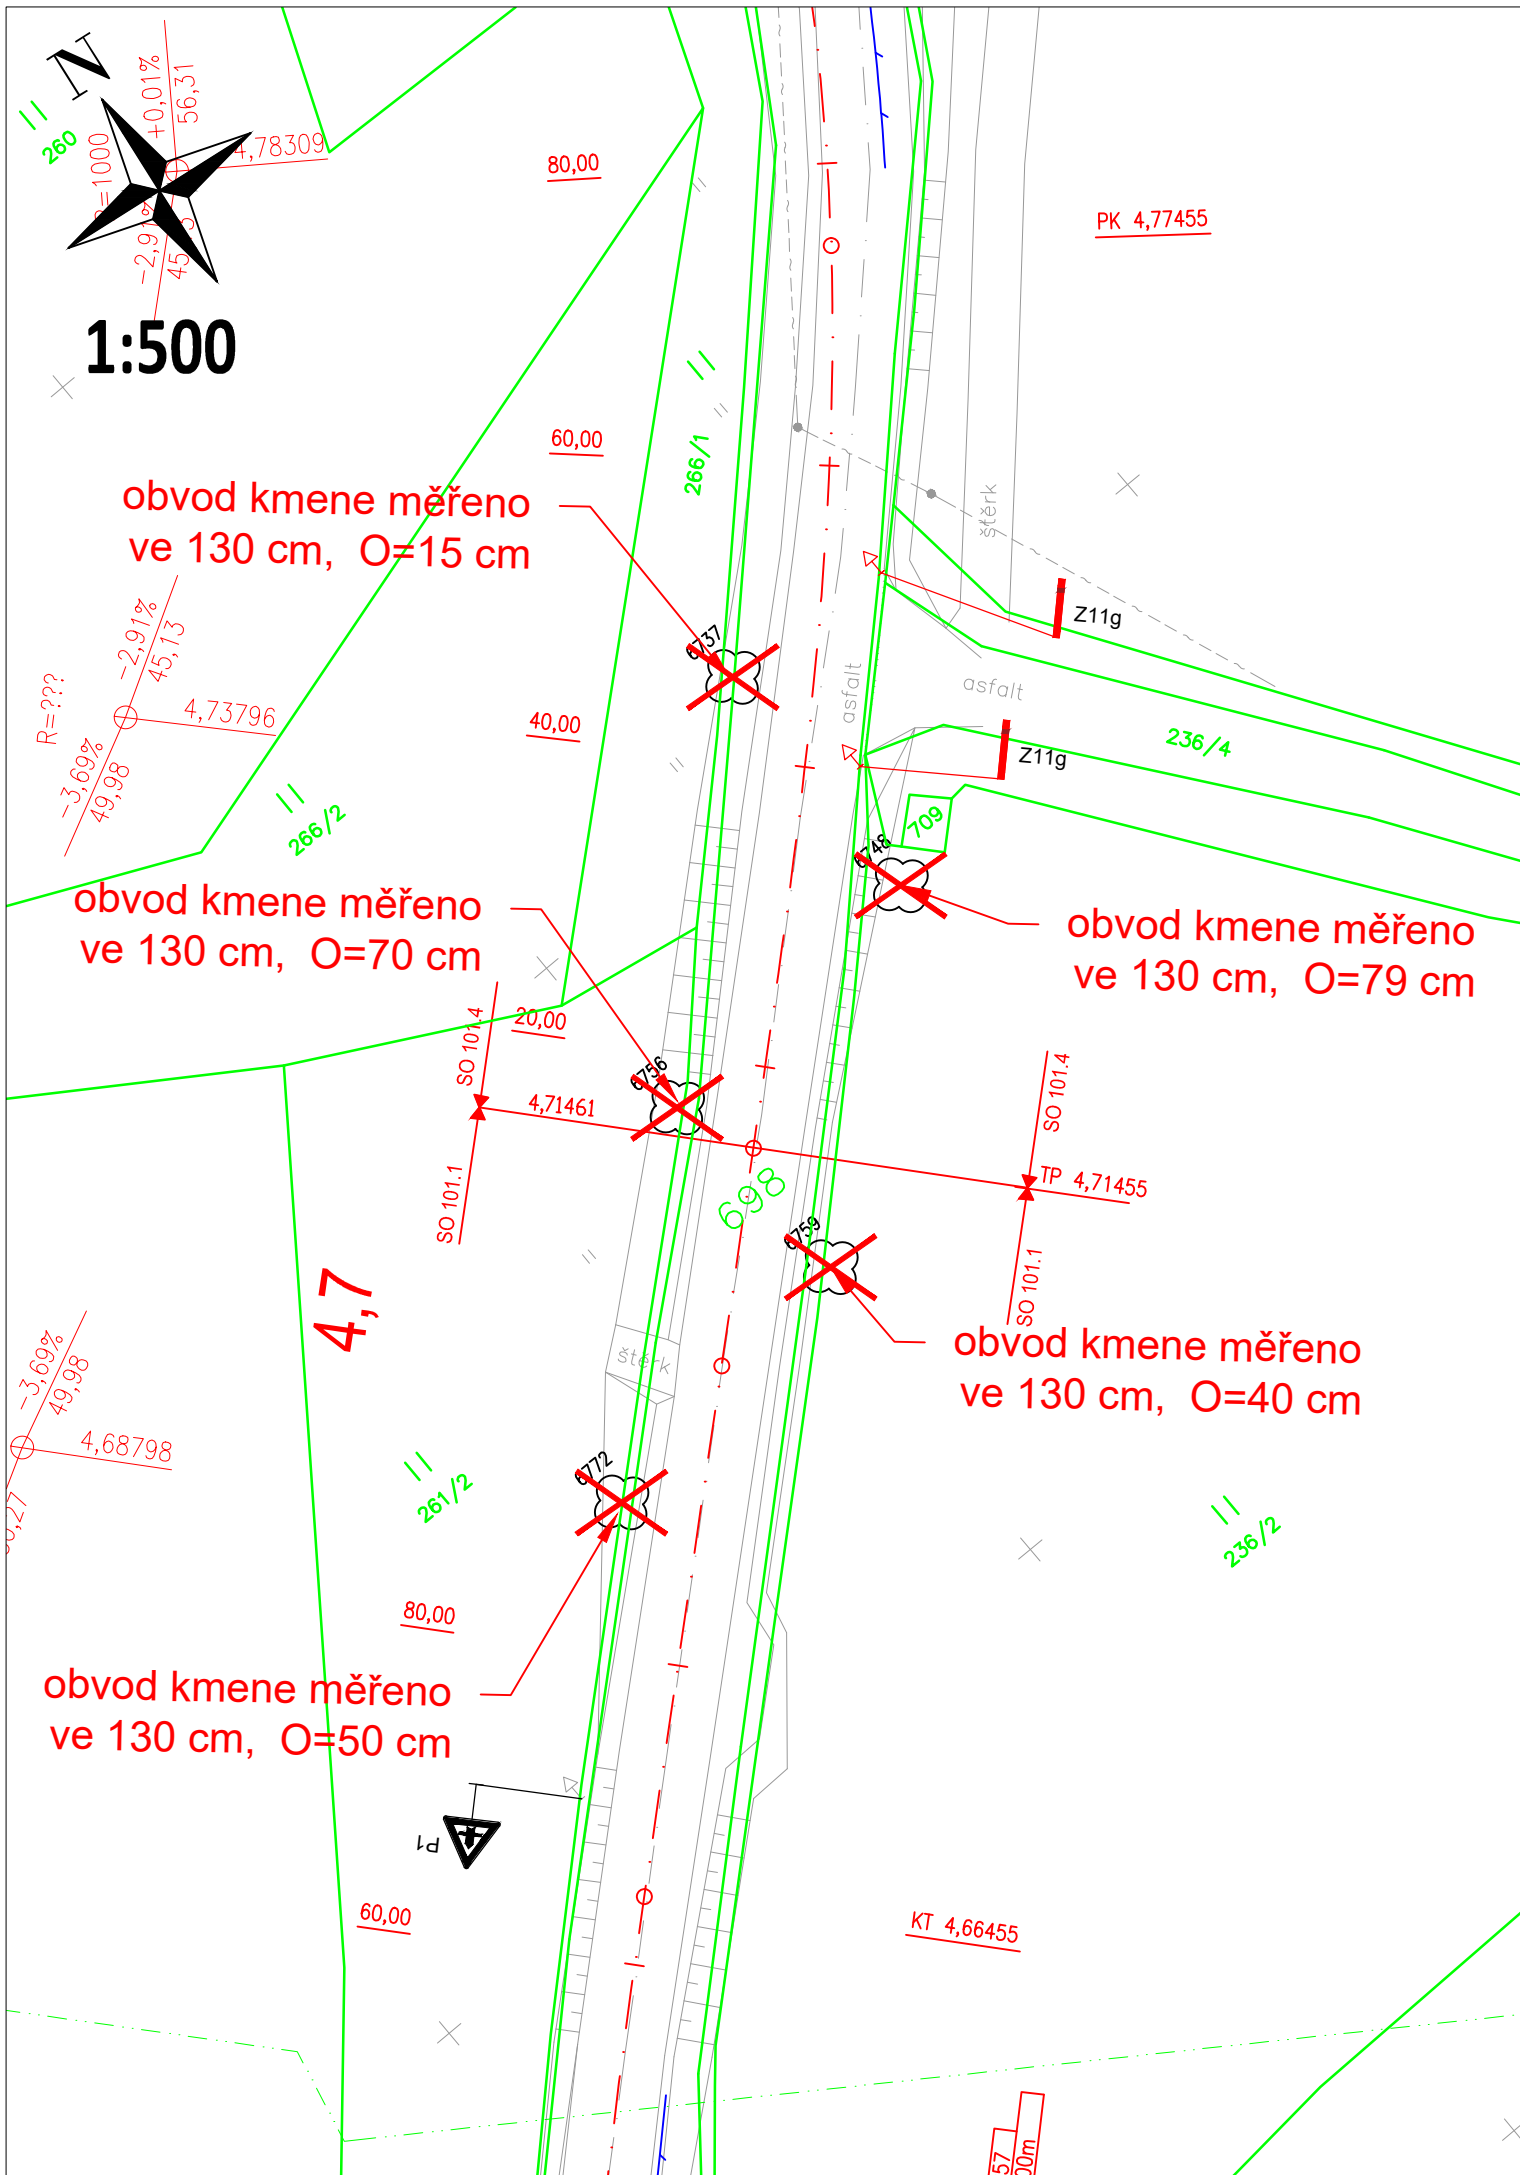 N
260
+0,01%
56,31
4,78309
-2,91%
1:500
80,00
PK 4,77455
266/1
60,00
obvod kmene měřeno
ve 130 cm, O=15 cm
štěrk
Z11g
6737
-2,91%
45,13
R=???
4,73796
-3,69%
49,98
40,00
asfalt
asfalt
236/4
Z11g
266/2
709
6748
obvod kmene měřeno
ve 130 cm, O=70 cm
obvod kmene měřeno
ve 130 cm, O=79 cm
20,00
SO 101.4
6756
4,71461
SO 101.1
SO 101.4
TP 4,71455
SO 101.1
698
6759
4,7
obvod kmene měřeno
ve 130 cm, O=40 cm
štěrk
-3,69%
49,98
4,68798
6772
261/2
236/2
80,00
obvod kmene měřeno
ve 130 cm, O=50 cm
P1
60,00
KT 4,66455
57
00m